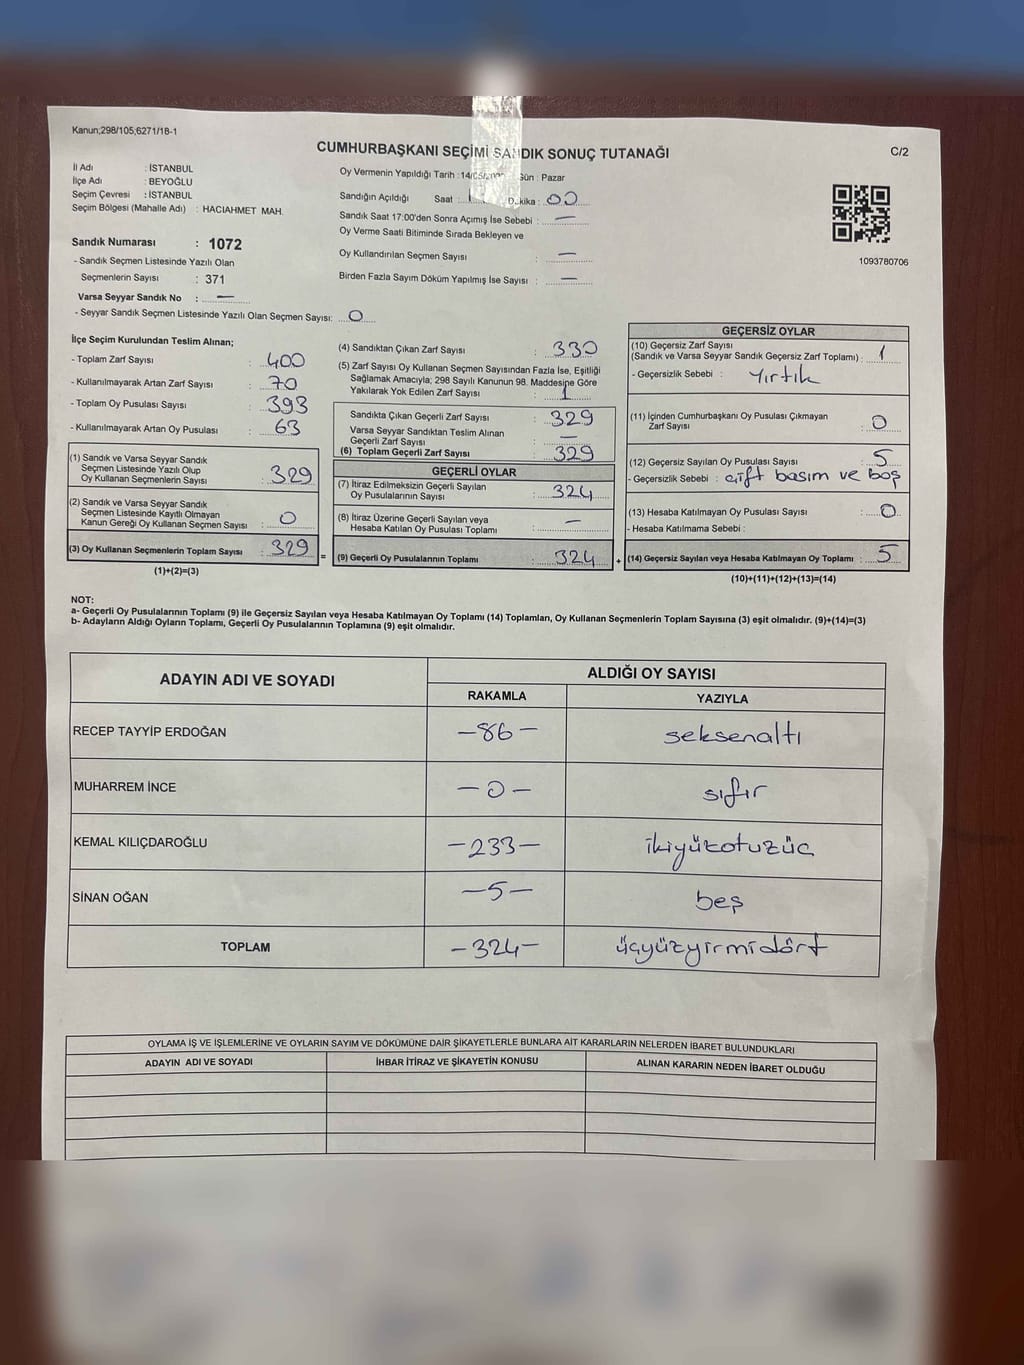 Kanun;298/105,6271/18-1
C/2
CUMHURBAŞKANI SEÇİMİ SANDIK SONUÇ TUTANAĞI
İl Adı : İSTANBUL
İlçe Adı : BEYOĞLU
Seçim Çevresi : İSTANBUL
Seçim Bölgesi (Mahalle Adı) : HACIAHMET MAH.
Sandık Numarası : 1072
- Sandık Seçmen Listesinde Yazılı Olan
Seçmenlerin Sayısı : 371
Varsa Seyyar Sandık No : —
- Seyyar Sandık Seçmen Listesinde Yazılı Olan Seçmen Sayısı: 0
Oy Vermenin Yapıldığı Tarih : 14/05/ Gün : Pazar
Sandığın Açıldığı Saat : Dakika : 00
Sandık Saat 17:00'den Sonra Açımış İse Sebebi : —
Oy Verme Saati Bitiminde Sırada Bekleyen ve
Oy Kullandırılan Seçmen Sayısı : —
Birden Fazla Sayım Döküm Yapılmış İse Sayısı : —
1093780706
İlçe Seçim Kurulundan Teslim Alınan;
- Toplam Zarf Sayısı : 400
- Kullanılmayarak Artan Zarf Sayısı : 70
- Toplam Oy Pusulası Sayısı : 393
- Kullanılmayarak Artan Oy Pusulası : 63
(1) Sandık ve Varsa Seyyar Sandık
Seçmen Listesinde Yazılı Olup
Oy Kullanan Seçmenlerin Sayısı : 329
(2) Sandık ve Varsa Seyyar Sandık
Seçmen Listesinde Kayıtlı Olmayan
Kanun Gereği Oy Kullanan Seçmen Sayısı : 0
(3) Oy Kullanan Seçmenlerin Toplam Sayısı : 329 =
(1)+(2)=(3)
(4) Sandıktan Çıkan Zarf Sayısı : 330
(5) Zarf Sayısı Oy Kullanan Seçmen Sayısından Fazla İse, Eşitliği
Sağlamak Amacıyla; 298 Sayılı Kanunun 98. Maddesine Göre
Yakılarak Yok Edilen Zarf Sayısı : 1
Sandıkta Çıkan Geçerli Zarf Sayısı : 329
Varsa Seyyar Sandıktan Teslim Alınan
Geçerli Zarf Sayısı : —
(6) Toplam Geçerli Zarf Sayısı : 329
GEÇERLİ OYLAR
(7) İtiraz Edilmeksizin Geçerli Sayılan
Oy Pusulalarının Sayısı : 324
(8) İtiraz Üzerine Geçerli Sayılan veya
Hesaba Katılan Oy Pusulası Toplamı : —
(9) Geçerli Oy Pusulalarının Toplamı : 324 +
GEÇERSİZ OYLAR
(10) Geçersiz Zarf Sayısı
(Sandık ve Varsa Seyyar Sandık Geçersiz Zarf Toplamı) : 1
- Geçersizlik Sebebi : Yırtık
(11) İçinden Cumhurbaşkanı Oy Pusulası Çıkmayan
Zarf Sayısı : 0
(12) Geçersiz Sayılan Oy Pusulası Sayısı : 5
- Geçersizlik Sebebi : çift basım ve boş
(13) Hesaba Katılmayan Oy Pusulası Sayısı : 0
- Hesaba Katılmama Sebebi :
(14) Geçersiz Sayılan veya Hesaba Katılmayan Oy Toplamı : 5
(10)+(11)+(12)+(13)=(14)
NOT:
a- Geçerli Oy Pusulalarının Toplamı (9) ile Geçersiz Sayılan veya Hesaba Katılmayan Oy Toplamı (14) Toplamları, Oy Kullanan Seçmenlerin Toplam Sayısına (3) eşit olmalıdır. (9)+(14)=(3)
b- Adayların Aldığı Oyların Toplamı, Geçerli Oy Pusulalarının Toplamına (9) eşit olmalıdır.
ADAYIN ADI VE SOYADI
ALDIĞI OY SAYISI
RAKAMLA YAZIYLA
RECEP TAYYİP ERDOĞAN -86- seksenaltı
MUHARREM İNCE -0- sıfır
KEMAL KILIÇDAROĞLU -233- ikiyüzotuzüç
SİNAN OĞAN -5- beş
TOPLAM -324- üçyüzyirmidört
OYLAMA İŞ VE İŞLEMLERİNE VE OYLARIN SAYIM VE DÖKÜMÜNE DAİR ŞİKAYETLERLE BUNLARA AİT KARARLARIN NELERDEN İBARET BULUNDUKLARI
ADAYIN ADI VE SOYADI İHBAR İTİRAZ VE ŞİKAYETİN KONUSU ALINAN KARARIN NEDEN İBARET OLDUĞU